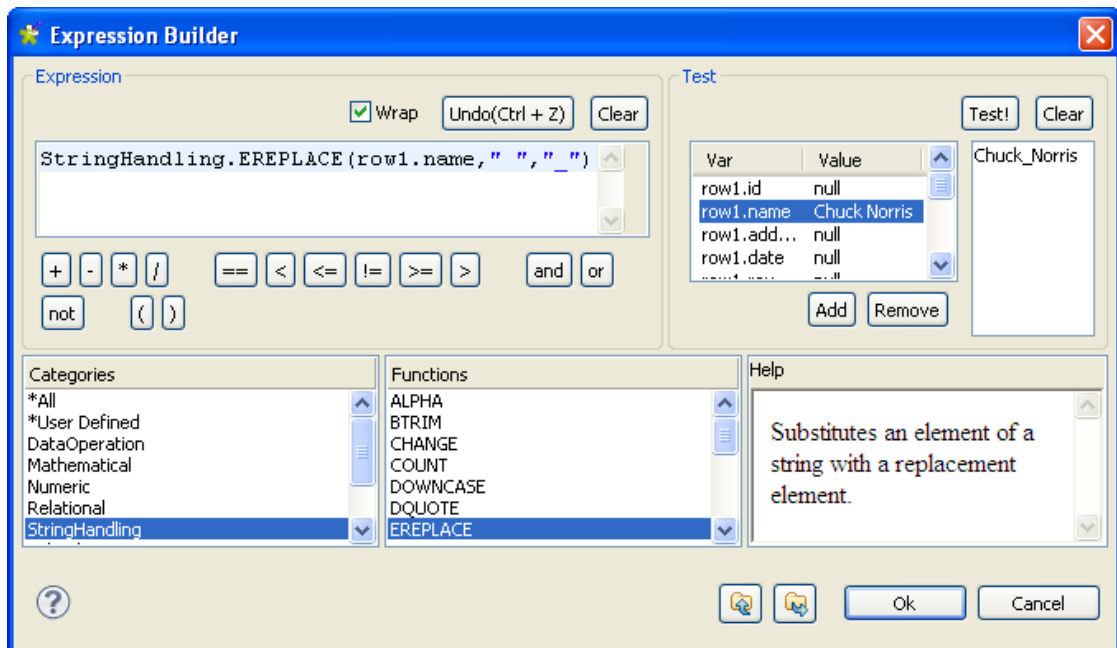 Expression Builder
Expression
Wrap
Undo(Ctrl + Z)
Clear
StringHandling.EREPLACE(row1.name," ","_")
+ - * / == < <= != >= > and or
not ( )
Test
Test! Clear
Var Value
row1.id null
row1.name Chuck Norris
row1.add... null
row1.date null
Chuck_Norris
Add Remove
Categories
*All
*User Defined
DataOperation
Mathematical
Numeric
Relational
StringHandling
Functions
ALPHA
BTRIM
CHANGE
COUNT
DOWNCASE
DQUOTE
EREPLACE
Help
Substitutes an element of a
string with a replacement
element.
?
Ok Cancel